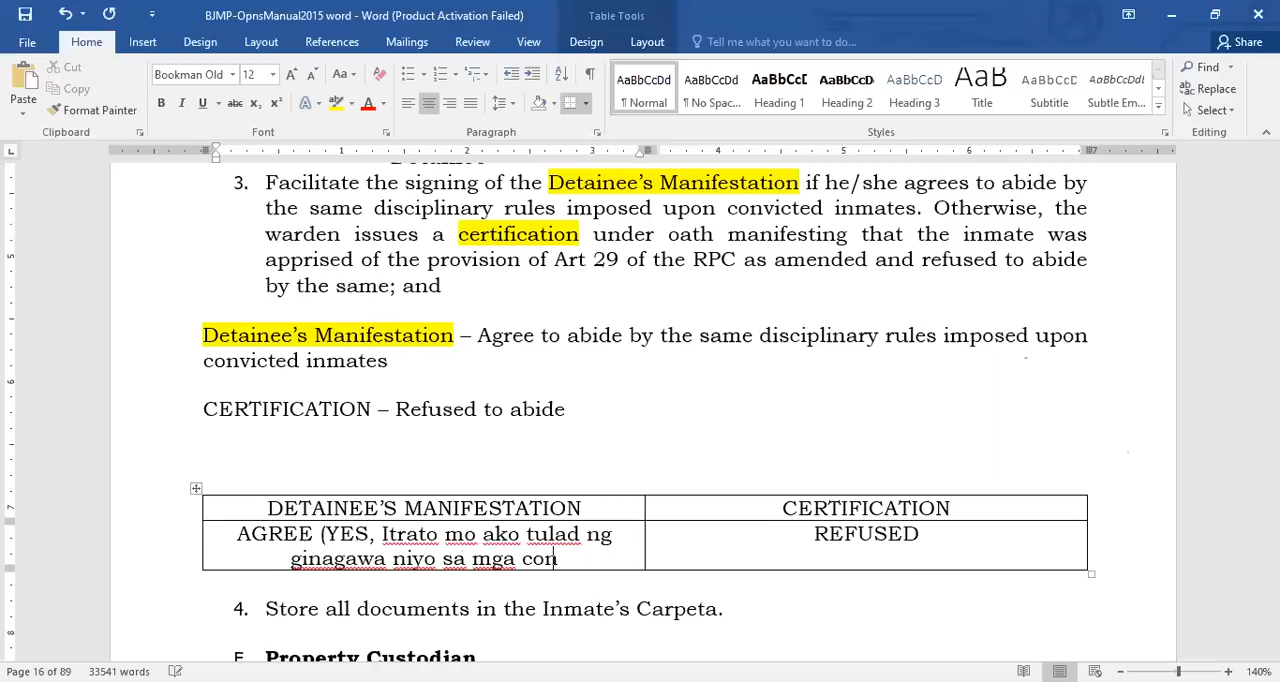 BJMP-OpnsManual2015 word - Word (Product Activation Failed)
Table Tools
File
Home
Insert
Design
Layout
References
Mailings
Review
View
Design
Layout
Tell me what you want to do...
Share
Paste
Cut
Copy
Format Painter
Clipboard
Bookman Old
12
Font
Paragraph
AaBbCcDd
¶ Normal
AaBbCcDd
¶ No Spac...
AaBbCcI
Heading 1
AaBbCcDc
Heading 2
AaBbCcD
Heading 3
AaB
Title
AaBbCcD
Subtitle
AaBbCcDdl
Subtle Em...
Styles
Find
Replace
Select
Editing
3. Facilitate the signing of the Detainee’s Manifestation if he/she agrees to abide by
the same disciplinary rules imposed upon convicted inmates. Otherwise, the
warden issues a certification under oath manifesting that the inmate was
apprised of the provision of Art 29 of the RPC as amended and refused to abide
by the same; and
Detainee’s Manifestation – Agree to abide by the same disciplinary rules imposed upon
convicted inmates
CERTIFICATION – Refused to abide
DETAINEE’S MANIFESTATION
CERTIFICATION
AGREE (YES, Itrato mo ako tulad ng
ginagawa niyo sa mga con
REFUSED
4. Store all documents in the Inmate’s Carpeta.
Property Custodian
Page 16 of 89
33541 words
140%